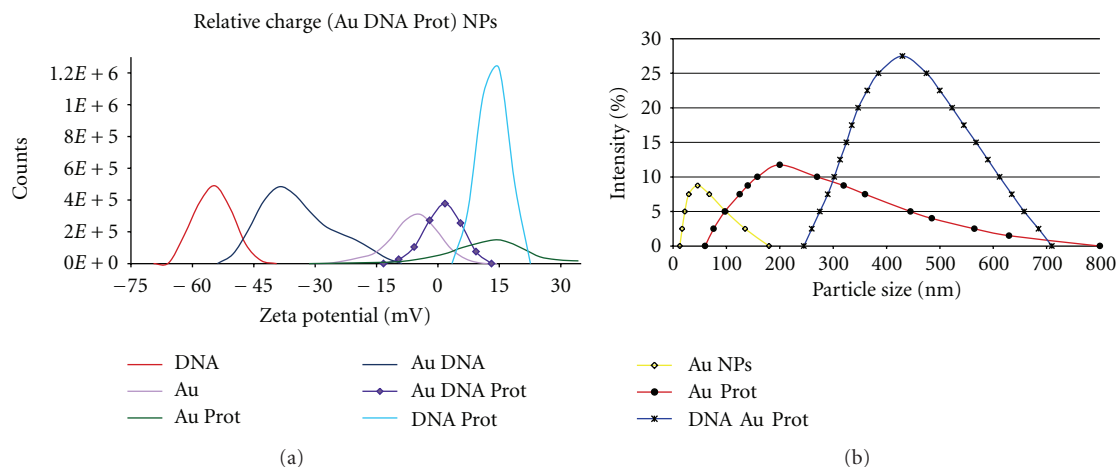 Relative charge (Au DNA Prot) NPs
1.2E + 6
1E + 6
8E + 5
6E + 5
4E + 5
2E + 5
0E + 0
Counts
−75 −60 −45 −30 −15 0 15 30
Zeta potential (mV)
DNA
Au
Au Prot
Au DNA
Au DNA Prot
DNA Prot
(a)
30
25
20
15
10
5
0
Intensity (%)
0 100 200 300 400 500 600 700 800
Particle size (nm)
Au NPs
Au Prot
DNA Au Prot
(b)